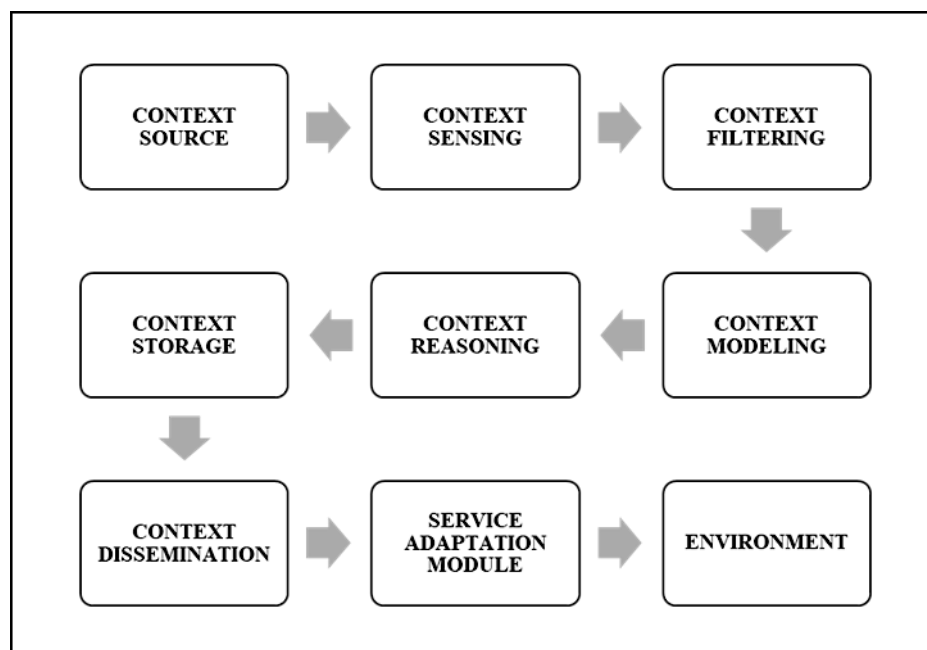 CONTEXT
SOURCE
CONTEXT
SENSING
CONTEXT
FILTERING
CONTEXT
MODELING
CONTEXT
REASONING
CONTEXT
STORAGE
CONTEXT
DISSEMINATION
SERVICE
ADAPTATION
MODULE
ENVIRONMENT